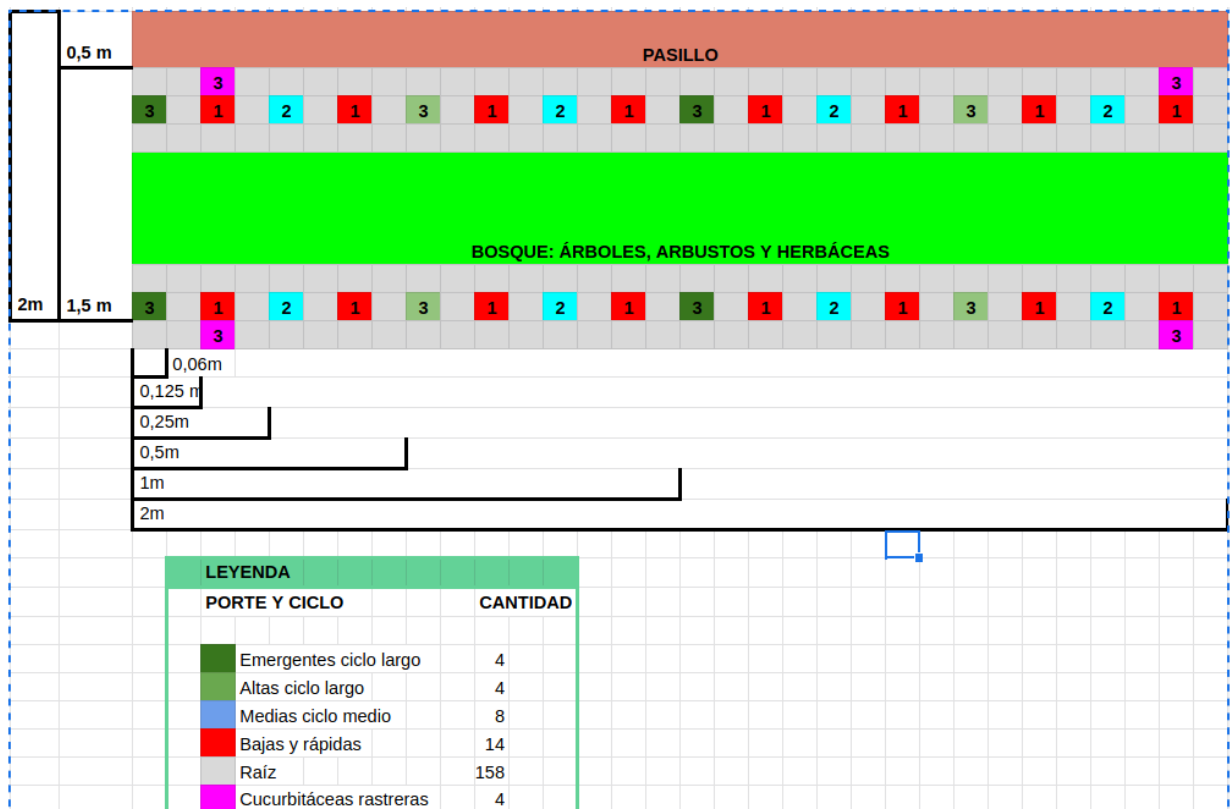 0,5 m
PASILLO
3 3
3 1 2 1 3 1 2 1 3 1 2 1 3 1 2 1
BOSQUE: ÁRBOLES, ARBUSTOS Y HERBÁCEAS
2m 1,5 m 3 1 2 1 3 1 2 1 3 1 2 1 3 1 2 1
3 3
0,06m
0,125 m
0,25m
0,5m
1m
2m
LEYENDA
PORTE Y CICLO CANTIDAD
Emergentes ciclo largo 4
Altas ciclo largo 4
Medias ciclo medio 8
Bajas y rápidas 14
Raíz 158
Cucurbitáceas rastreras 4